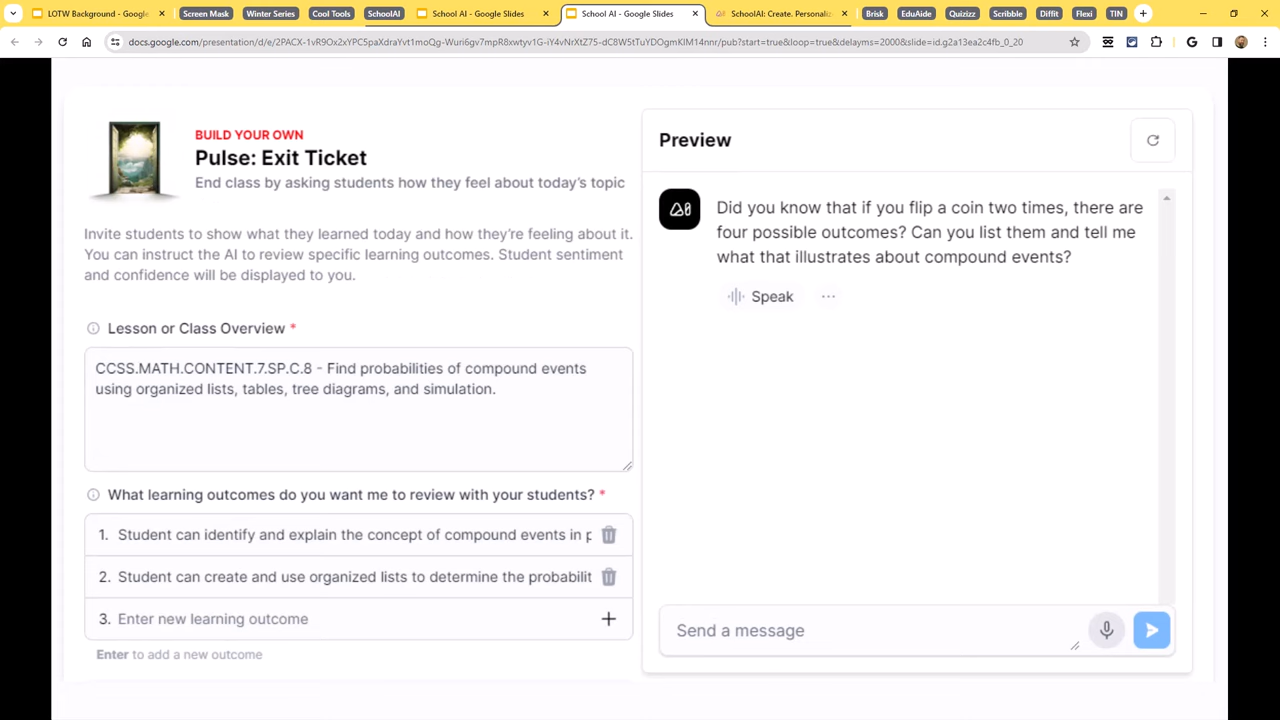 LOTW Background - Google
Screen Mask
Winter Series
Cool Tools
SchoolAI
School AI - Google Slides
School AI - Google Slides
SchoolAI: Create. Personaliz
Brisk
EduAide
Quizizz
Scribble
Diffit
Flexi
TIN
docs.google.com/presentation/d/e/2PACX-1vR9Ox2xYPC5paXdraYvt1moQg-Wuri6gv7mpR8xwtyv1G-iY4vNrXtZ75-dC8W5tTuYDOgmKIM14nnr/pub?start=true&loop=true&delayms=2000&slide=id.g2a13ea2c4fb_0_20
BUILD YOUR OWN
Pulse: Exit Ticket
End class by asking students how they feel about today's topic
Invite students to show what they learned today and how they're feeling about it.
You can instruct the AI to review specific learning outcomes. Student sentiment
and confidence will be displayed to you.
Lesson or Class Overview *
CCSS.MATH.CONTENT.7.SP.C.8 - Find probabilities of compound events
using organized lists, tables, tree diagrams, and simulation.
What learning outcomes do you want me to review with your students? *
1. Student can identify and explain the concept of compound events in p
2. Student can create and use organized lists to determine the probabilit
3. Enter new learning outcome
Enter to add a new outcome
Preview
Did you know that if you flip a coin two times, there are
four possible outcomes? Can you list them and tell me
what that illustrates about compound events?
Speak
Send a message